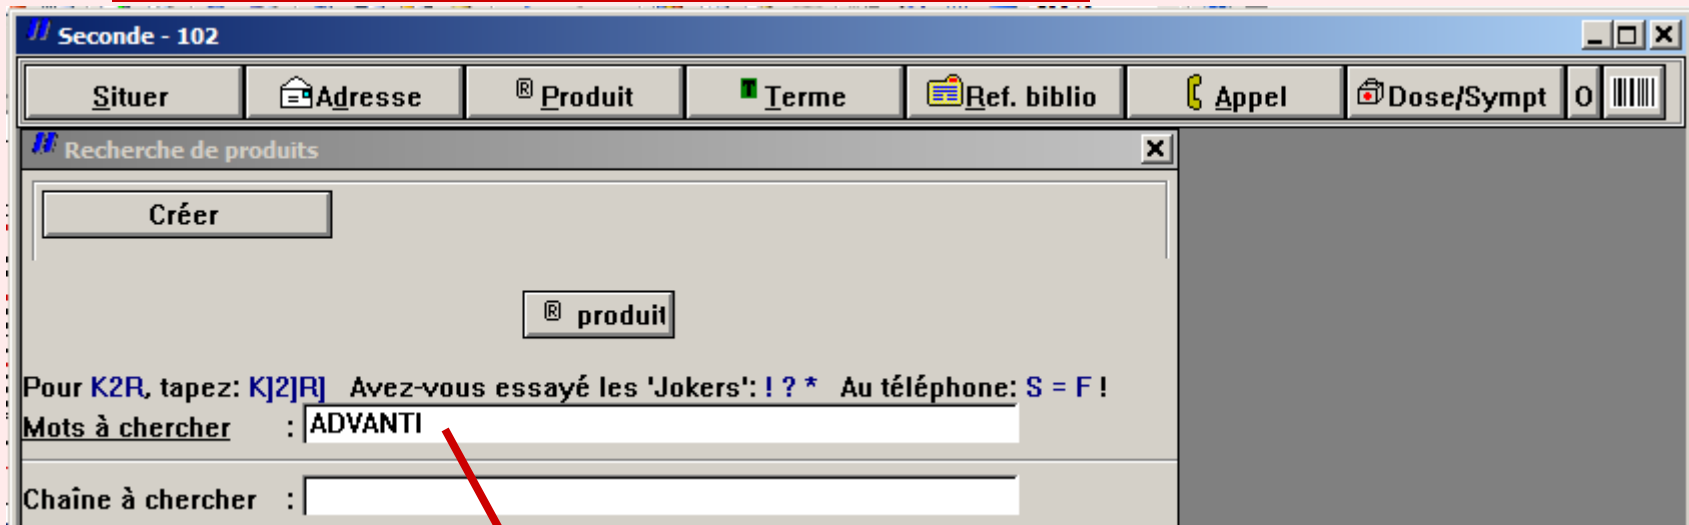 Seconde - 102
Situer Adresse ® Produit T Terme Ref. biblio Appel Dose/Sympt O
Recherche de produits
Créer
® produit
Pour K2R, tapez: K]2]R] Avez-vous essayé les 'Jokers': ! ? * Au téléphone: S = F !
Mots à chercher : ADVANTI
Chaîne à chercher :